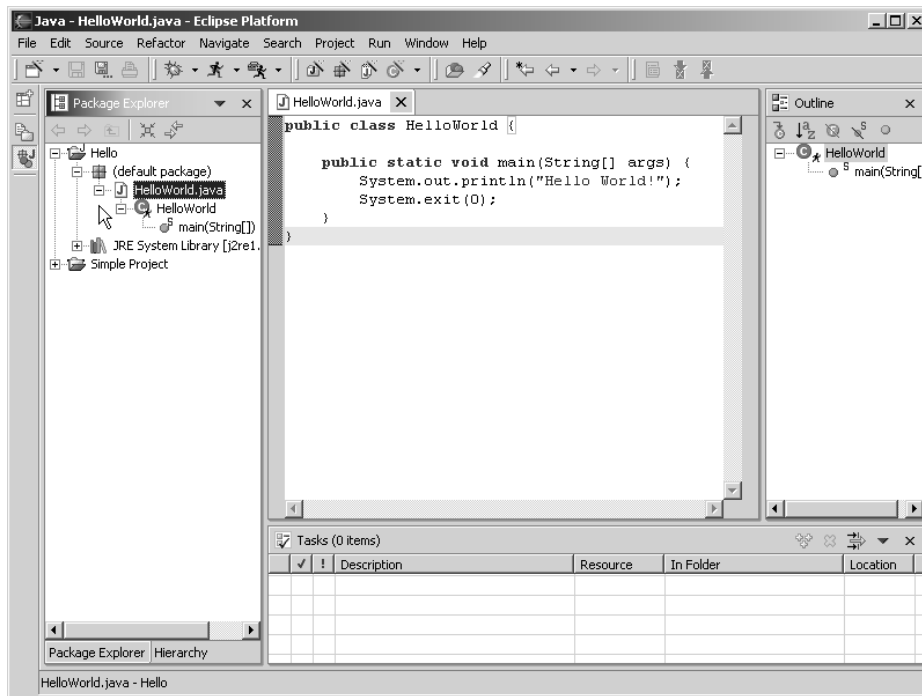 Java - HelloWorld.java - Eclipse Platform
File Edit Source Refactor Navigate Search Project Run Window Help
Package Explorer
Hello
(default package)
HelloWorld.java
HelloWorld
main(String[])
JRE System Library [j2re1.
Simple Project
Package Explorer Hierarchy
HelloWorld.java
public class HelloWorld {
public static void main(String[] args) {
System.out.println("Hello World!");
System.exit(0);
}
}
Outline
HelloWorld
main(String[
Tasks (0 items)
! Description Resource In Folder Location
HelloWorld.java - Hello